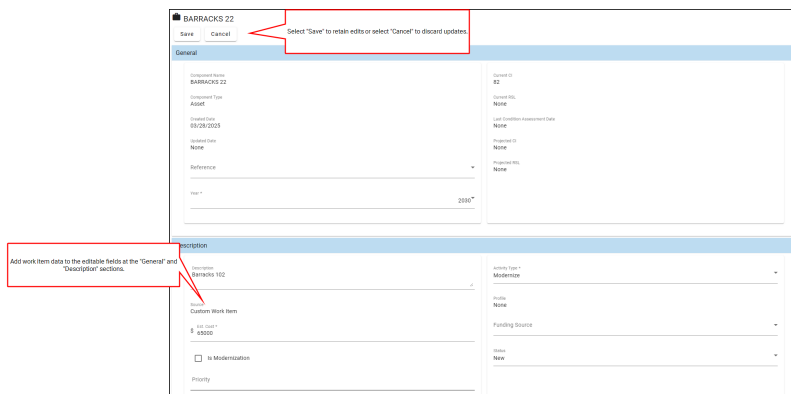 BARRACKS 22
Save Cancel
Select "Save" to retain edits or select "Cancel" to discard updates.
General
Component Name
BARRACKS 22
Component Type
Asset
Created Date
03/28/2025
Updated Date
None
Reference
Year *
2030
Current CI
82
Current RSL
None
Last Condition Assessment Date
None
Projected CI
None
Projected RSL
None
Description
Add work item data to the editable fields at the "General" and
"Description" sections.
Description
Barracks 102
Source
Custom Work Item
$ Est. Cost *
65000
Is Modernization
Priority
Activity Type *
Modernize
Profile
None
Funding Source
Status
New